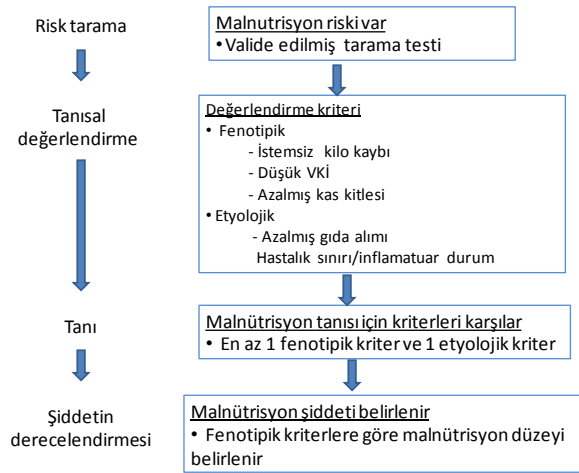 Risk tarama
Malnutrisyon riski var
• Valide edilmiş tarama testi
Tanısal
değerlendirme
Değerlendirme kriteri
• Fenotipik
- İstemsiz kilo kaybı
- Düşük VKİ
- Azalmış kas kitlesi
• Etyolojik
- Azalmış gıda alımı
Hastalık sınırı/inflamatuar durum
Tanı
Malnütrisyon tanısı için kriterleri karşılar
• En az 1 fenotipik kriter ve 1 etyolojik kriter
Şiddetin
derecelendirmesi
Malnütrisyon şiddeti belirlenir
• Fenotipik kriterlere göre malnütrisyon düzeyi
belirlenir